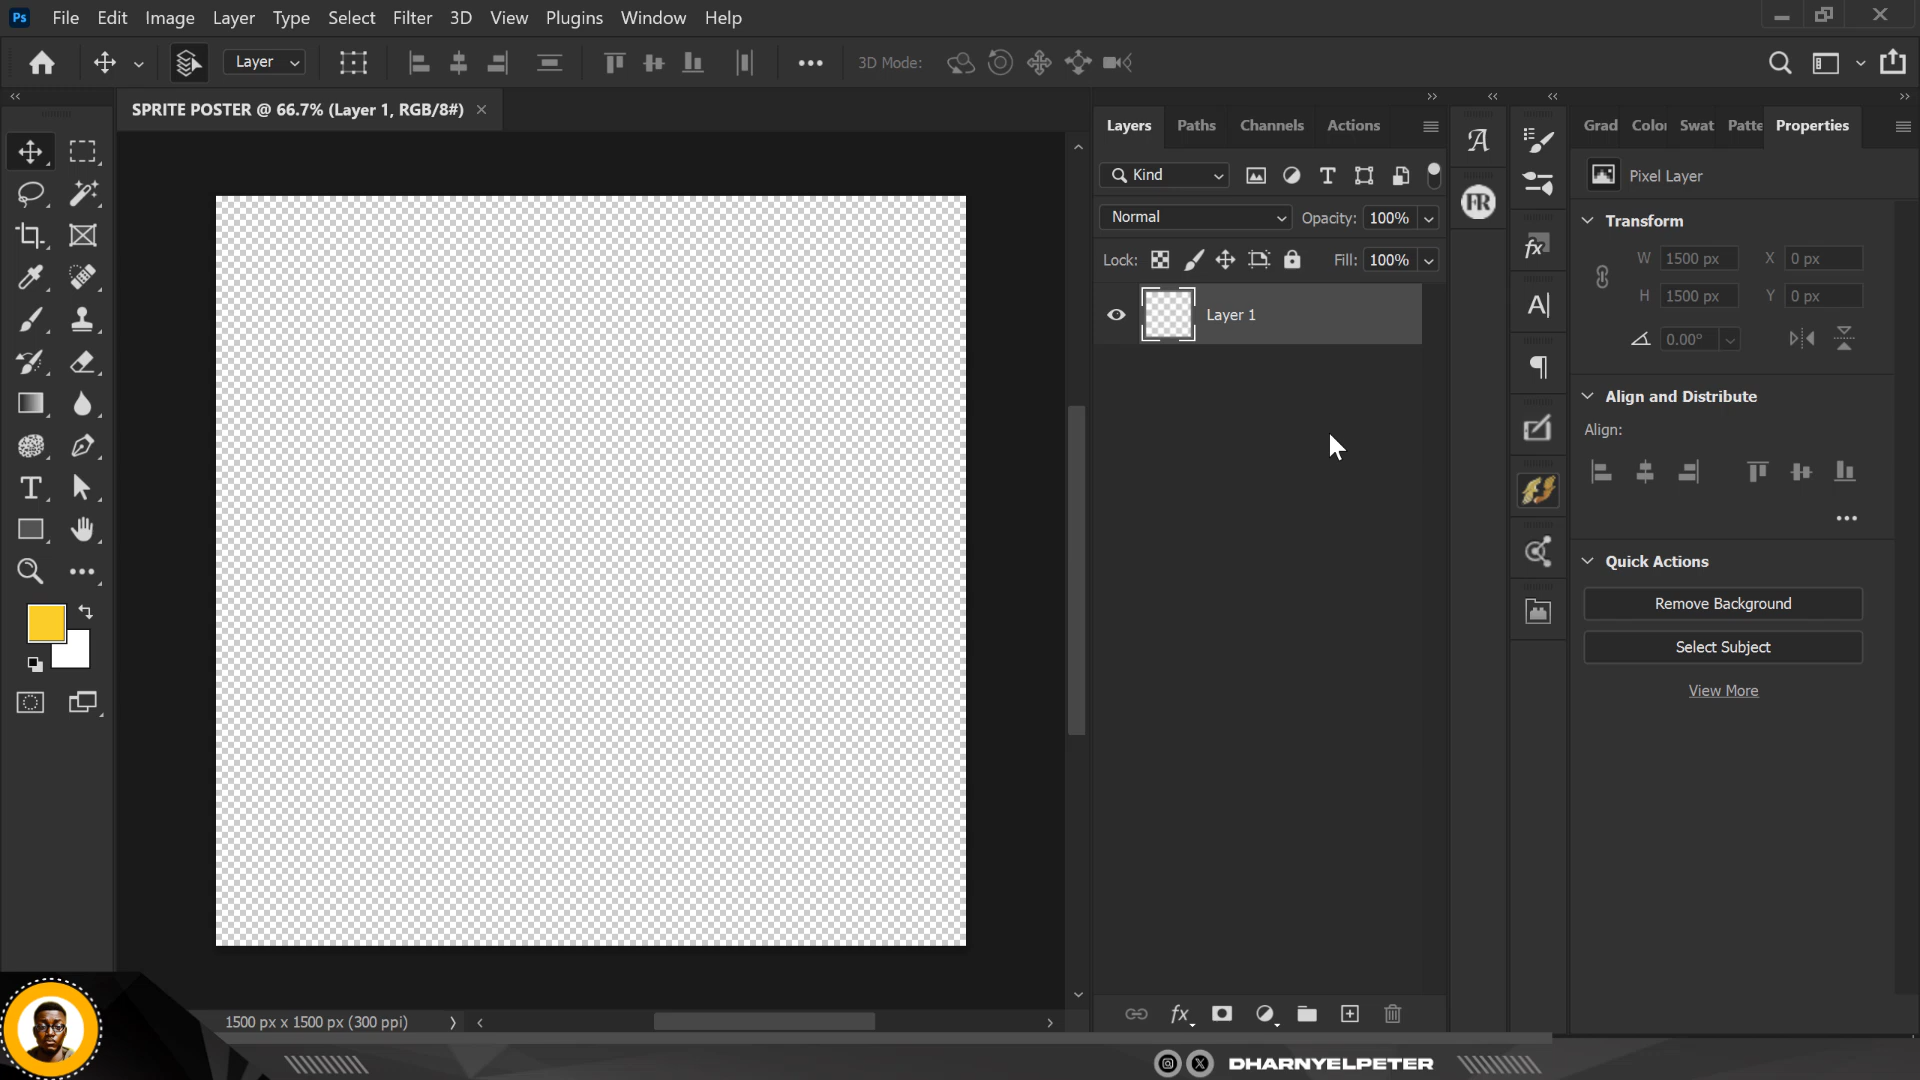 Ps File Edit Image Layer Type Select Filter 3D View Plugins Window Help
Layer 3D Mode:
SPRITE POSTER @ 66.7% (Layer 1, RGB/8#)
Layers Paths Channels Actions
Grad Color Swat Patte Properties
Kind
Pixel Layer
Normal Opacity: 100%
Transform
W 1500 px X 0 px
Lock: Fill: 100%
H 1500 px Y 0 px
Layer 1
0.00°
Align and Distribute
Align:
Quick Actions
Remove Background
Select Subject
View More
1500 px x 1500 px (300 ppi)
fx
DHARNYELPETER